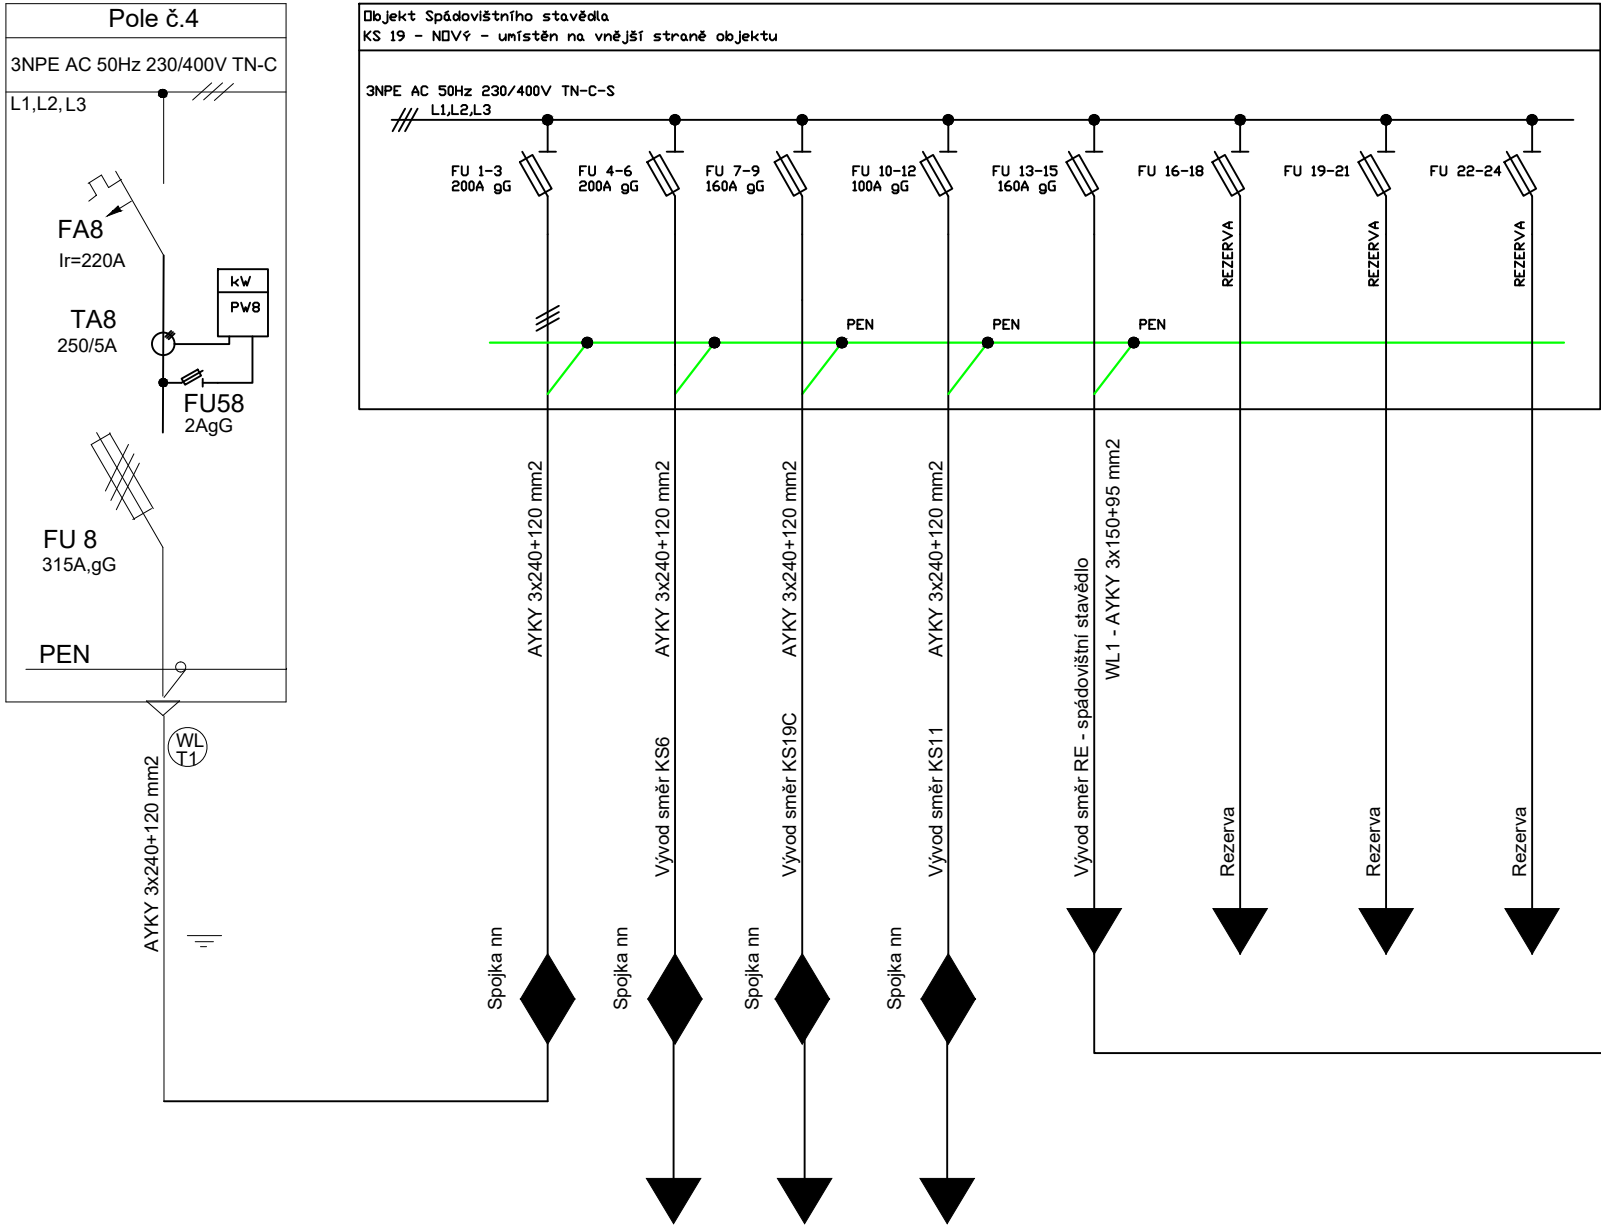 Pole č.4
3NPE AC 50Hz 230/400V TN-C
L1,L2,L3
FA8
Ir=220A
kW
PW8
TA8
250/5A
FU58
2AgG
FU 8
315A,gG
PEN
WL
T1
AYKY 3x240+120 mm2
Objekt Spádovištního stavědla
KS 19 - NOVÝ - umístěn na vnější straně objektu
3NPE AC 50Hz 230/400V TN-C-S
L1,L2,L3
FU 1-3
200A gG
FU 4-6
200A gG
FU 7-9
160A gG
FU 10-12
100A gG
FU 13-15
160A gG
FU 16-18
FU 19-21
FU 22-24
REZERVA
REZERVA
REZERVA
PEN
PEN
PEN
AYKY 3x240+120 mm2
AYKY 3x240+120 mm2
AYKY 3x240+120 mm2
AYKY 3x240+120 mm2
WL1 - AYKY 3x150+95 mm2
Vývod směr KS6
Vývod směr KS19C
Vývod směr KS11
Vývod směr RE - spádovištní stavědlo
Rezerva
Rezerva
Rezerva
Spojka nn
Spojka nn
Spojka nn
Spojka nn